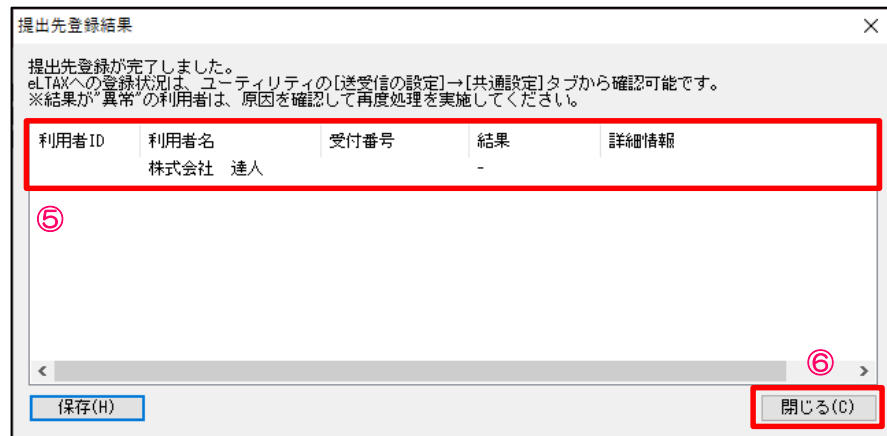 提出先登録結果
提出先登録が完了しました。
eLTAXへの登録状況は、ユーティリティの[送受信の設定]→[共通設定]タブから確認可能です。
※結果が"異常"の利用者は、原因を確認して再度処理を実施してください。
利用者ID 利用者名 受付番号 結果 詳細情報
株式会社　達人 -
⑤
⑥
保存(H) 閉じる(C)